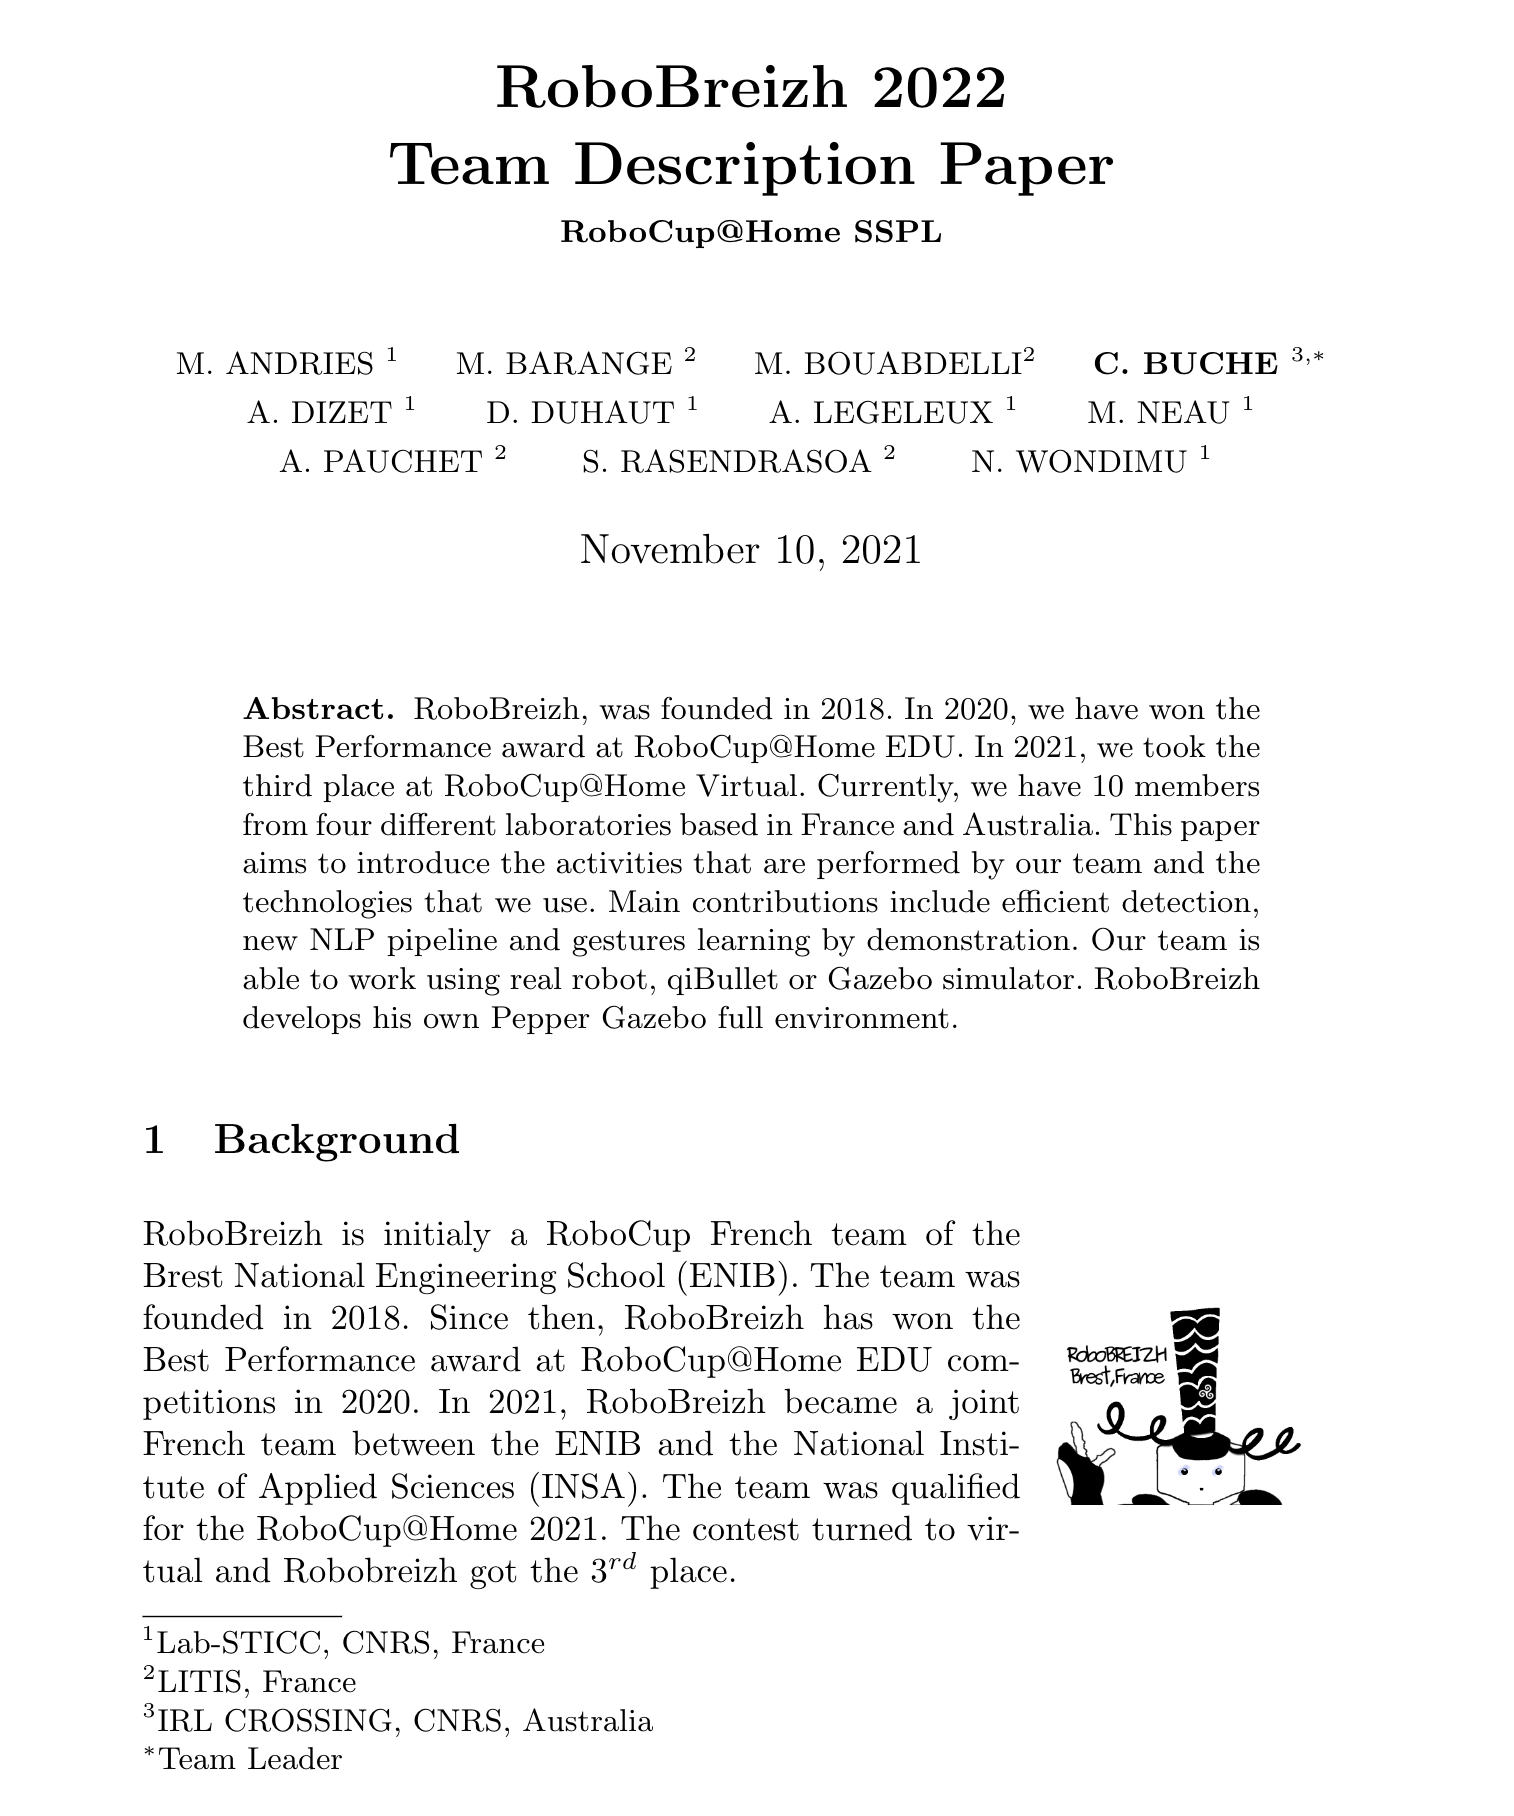 RoboBreizh 2022
Team Description Paper
RoboCup@Home SSPL
M. ANDRIES 1 M. BARANGE 2 M. BOUABDELLI2 C. BUCHE 3,*
A. DIZET 1 D. DUHAUT 1 A. LEGELEUX 1 M. NEAU 1
A. PAUCHET 2 S. RASENDRASOA 2 N. WONDIMU 1
November 10, 2021
Abstract. RoboBreizh, was founded in 2018. In 2020, we have won the
Best Performance award at RoboCup@Home EDU. In 2021, we took the
third place at RoboCup@Home Virtual. Currently, we have 10 members
from four different laboratories based in France and Australia. This paper
aims to introduce the activities that are performed by our team and the
technologies that we use. Main contributions include efficient detection,
new NLP pipeline and gestures learning by demonstration. Our team is
able to work using real robot, qiBullet or Gazebo simulator. RoboBreizh
develops his own Pepper Gazebo full environment.
1 Background
RoboBreizh is initialy a RoboCup French team of the
Brest National Engineering School (ENIB). The team was
founded in 2018. Since then, RoboBreizh has won the
Best Performance award at RoboCup@Home EDU com-
petitions in 2020. In 2021, RoboBreizh became a joint
French team between the ENIB and the National Insti-
tute of Applied Sciences (INSA). The team was qualified
for the RoboCup@Home 2021. The contest turned to vir-
tual and Robobreizh got the 3rd place.
RoboBREIZH
Brest,France
1Lab-STICC, CNRS, France
2LITIS, France
3IRL CROSSING, CNRS, Australia
*Team Leader